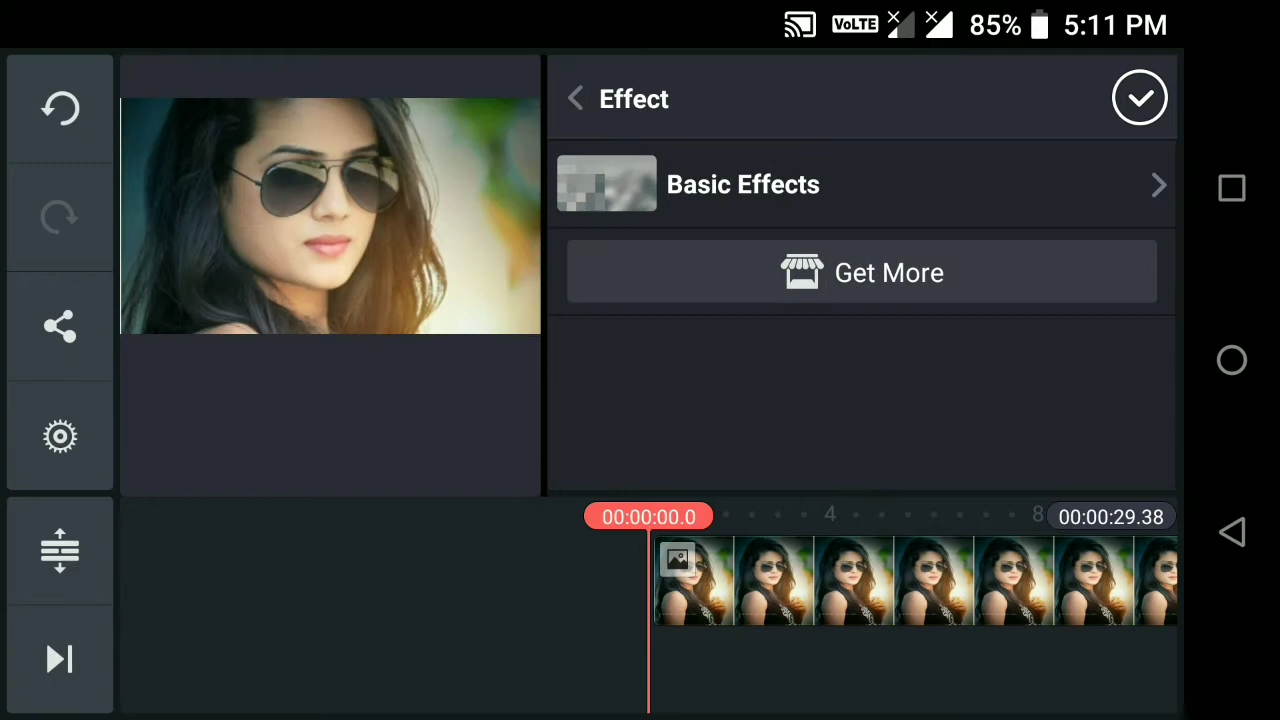 VoLTE 85% 5:11 PM
Effect
Basic Effects
Get More
00:00:00.0 4 8 00:00:29.38